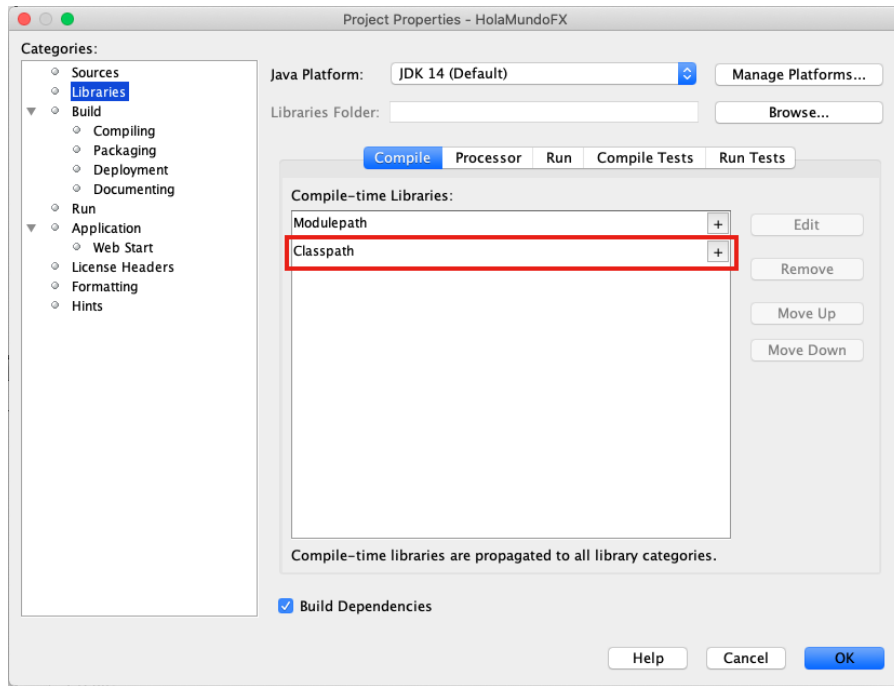 Project Properties - HolaMundoFX
Categories:
Sources
Libraries
Build
Compiling
Packaging
Deployment
Documenting
Run
Application
Web Start
License Headers
Formatting
Hints
Java Platform: JDK 14 (Default) Manage Platforms...
Libraries Folder: Browse...
Compile Processor Run Compile Tests Run Tests
Compile-time Libraries:
Modulepath + Edit
Classpath +
Remove
Move Up
Move Down
Compile-time libraries are propagated to all library categories.
Build Dependencies
Help Cancel OK